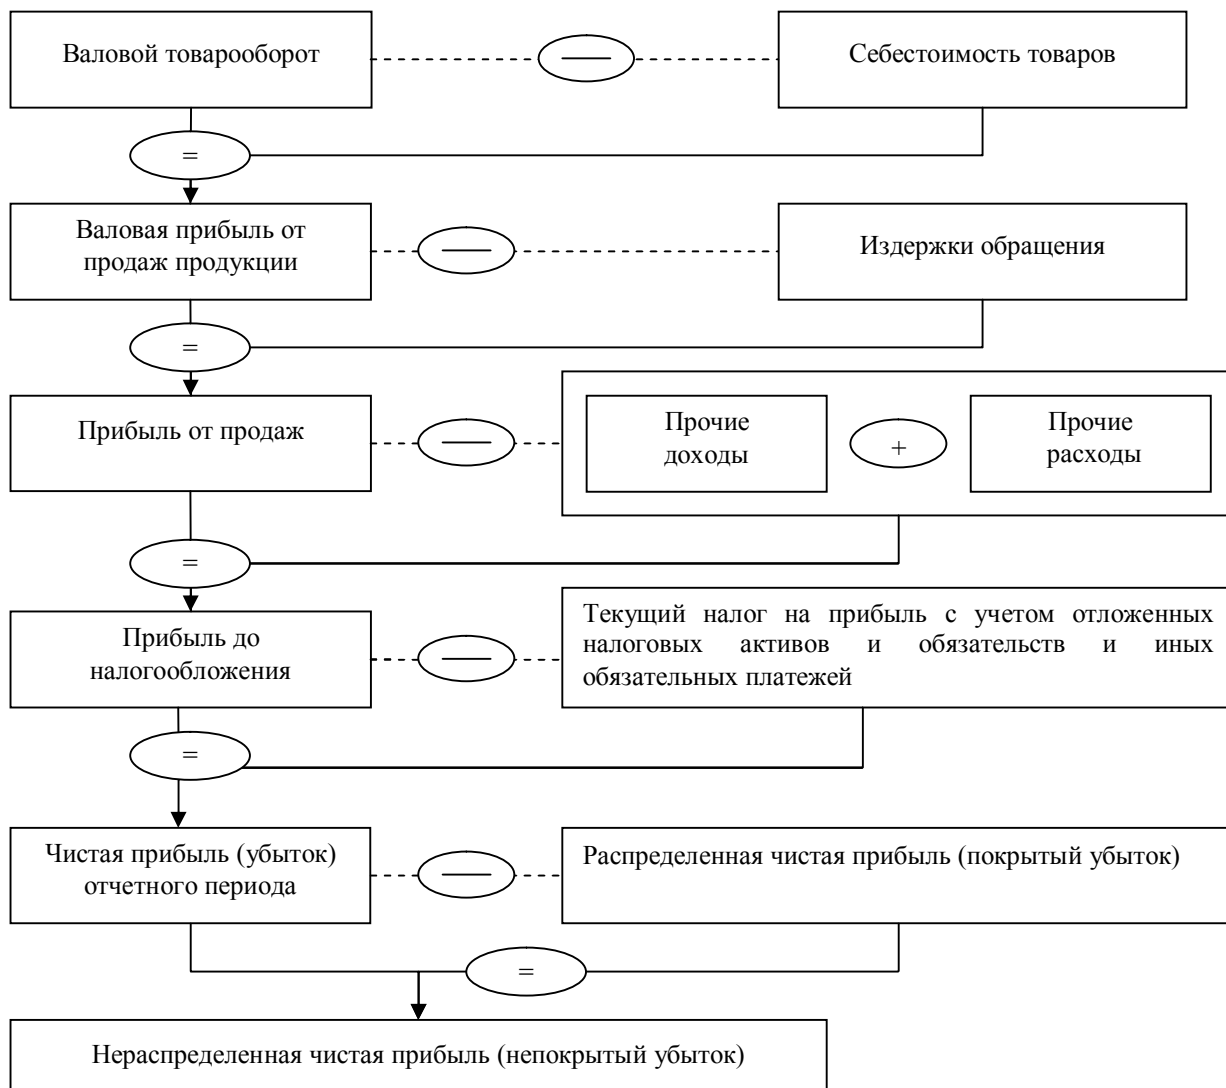 Валовой товарооборот
—
Себестоимость товаров
=
Валовая прибыль от
продаж продукции
—
Издержки обращения
=
Прибыль от продаж
—
Прочие
доходы
+
Прочие
расходы
=
Прибыль до
налогообложения
—
Текущий налог на прибыль с учетом отложенных
налоговых активов и обязательств и иных
обязательных платежей
=
Чистая прибыль (убыток)
отчетного периода
—
Распределенная чистая прибыль (покрытый убыток)
=
Нераспределенная чистая прибыль (непокрытый убыток)